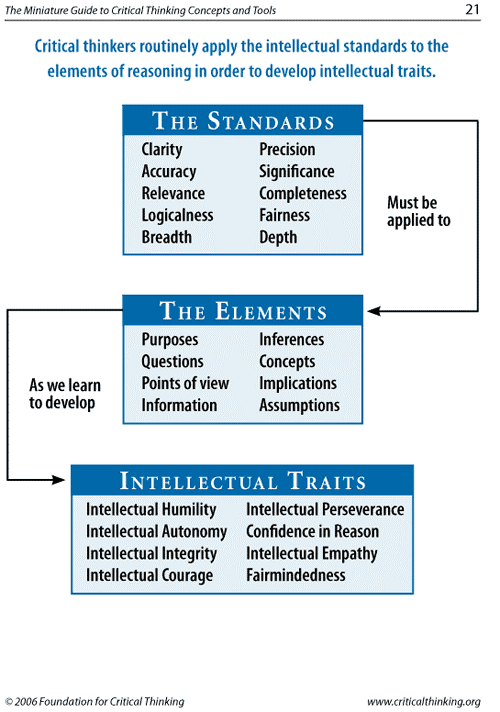 The Miniature Guide to Critical Thinking Concepts and Tools 21
Critical thinkers routinely apply the intellectual standards to the
elements of reasoning in order to develop intellectual traits.
THE STANDARDS
Clarity Precision
Accuracy Significance
Relevance Completeness
Logicalness Fairness
Breadth Depth
Must be
applied to
THE ELEMENTS
Purposes Inferences
Questions Concepts
Points of view Implications
Information Assumptions
As we learn
to develop
INTELLECTUAL TRAITS
Intellectual Humility Intellectual Perseverance
Intellectual Autonomy Confidence in Reason
Intellectual Integrity Intellectual Empathy
Intellectual Courage Fairmindedness
© 2006 Foundation for Critical Thinking www.criticalthinking.org